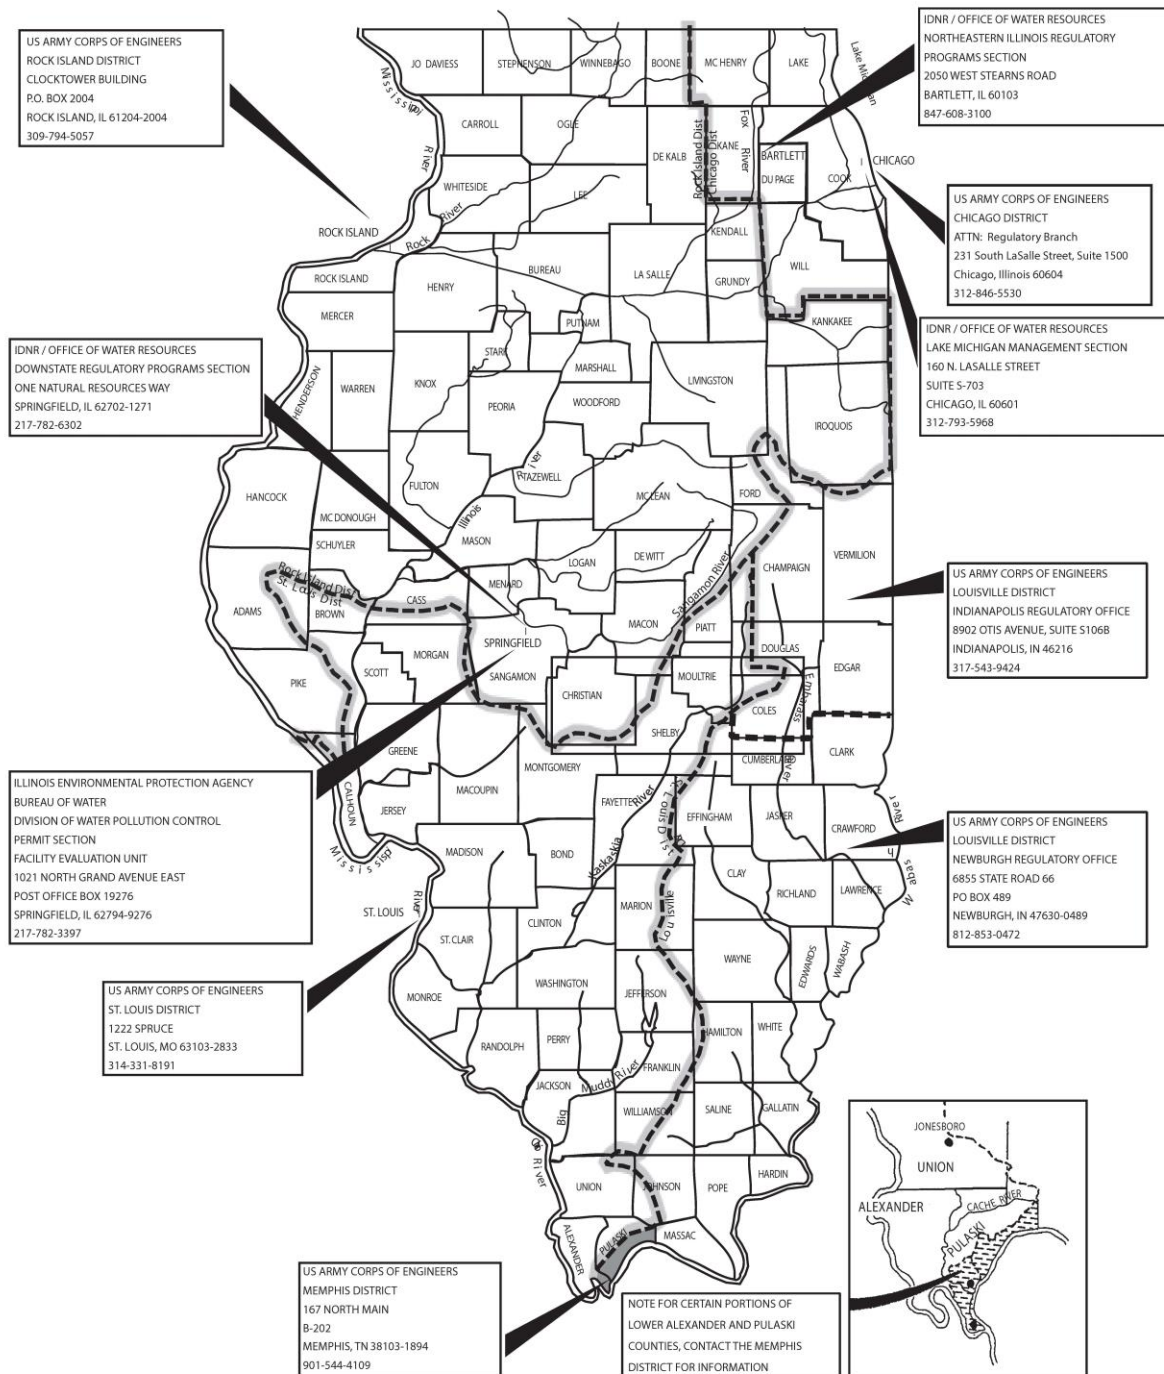 US ARMY CORPS OF ENGINEERS
ROCK ISLAND DISTRICT
CLOCKTOWER BUILDING
P.O. BOX 2004
ROCK ISLAND, IL 61204-2004
309-794-5057
IDNR / OFFICE OF WATER RESOURCES
NORTHEASTERN ILLINOIS REGULATORY
PROGRAMS SECTION
2050 WEST STEARNS ROAD
BARTLETT, IL 60103
847-608-3100
US ARMY CORPS OF ENGINEERS
CHICAGO DISTRICT
ATTN: Regulatory Branch
231 South LaSalle Street, Suite 1500
Chicago, Illinois 60604
312-846-5530
IDNR / OFFICE OF WATER RESOURCES
LAKE MICHIGAN MANAGEMENT SECTION
160 N. LASALLE STREET
SUITE S-703
CHICAGO, IL 60601
312-793-5968
IDNR / OFFICE OF WATER RESOURCES
DOWNSTATE REGULATORY PROGRAMS SECTION
ONE NATURAL RESOURCES WAY
SPRINGFIELD, IL 62702-1271
217-782-6302
US ARMY CORPS OF ENGINEERS
LOUISVILLE DISTRICT
INDIANAPOLIS REGULATORY OFFICE
8902 OTIS AVENUE, SUITE S106B
INDIANAPOLIS, IN 46216
317-543-9424
ILLINOIS ENVIRONMENTAL PROTECTION AGENCY
BUREAU OF WATER
DIVISION OF WATER POLLUTION CONTROL
PERMIT SECTION
FACILITY EVALUATION UNIT
1021 NORTH GRAND AVENUE EAST
POST OFFICE BOX 19276
SPRINGFIELD, IL 62794-9276
217-782-3397
US ARMY CORPS OF ENGINEERS
LOUISVILLE DISTRICT
NEWBURGH REGULATORY OFFICE
6855 STATE ROAD 66
PO BOX 489
NEWBURGH, IN 47630-0489
812-853-0472
US ARMY CORPS OF ENGINEERS
ST. LOUIS DISTRICT
1222 SPRUCE
ST. LOUIS, MO 63103-2833
314-331-8191
US ARMY CORPS OF ENGINEERS
MEMPHIS DISTRICT
167 NORTH MAIN
B-202
MEMPHIS, TN 38103-1894
901-544-4109
NOTE FOR CERTAIN PORTIONS OF
LOWER ALEXANDER AND PULASKI
COUNTIES, CONTACT THE MEMPHIS
DISTRICT FOR INFORMATION
JO DAVIESS
STEPHENSON
WINNEBAGO
BOONE
MC HENRY
LAKE
Lake Michigan
CARROLL
OGLE
DE KALB
Rock Island Dist
Chicago Dist
KANE
Fox River
BARTLETT
DU PAGE
COOK
CHICAGO
WHITESIDE
LEE
Rock River
River
ROCK ISLAND
KENDALL
WILL
ROCK ISLAND
HENRY
BUREAU
LA SALLE
GRUNDY
MERCER
PUTNAM
KANKAKEE
STARK
MARSHALL
HENDERSON
WARREN
KNOX
PEORIA
WOODFORD
LIVINGSTON
IROQUOIS
HANCOCK
MC DONOUGH
FULTON
Illinois River
TAZEWELL
MC LEAN
FORD
SCHUYLER
MASON
LOGAN
DE WITT
Sangamon River
CHAMPAIGN
VERMILION
ADAMS
Rock Island Dist
St. Louis Dist
BROWN
CASS
MENARD
SPRINGFIELD
MACON
PIATT
PIKE
SCOTT
MORGAN
SANGAMON
CHRISTIAN
MOULTRIE
DOUGLAS
EDGAR
COLES
Embarass River
SHELBY
CUMBERLAND
CLARK
GREENE
MACOUPIN
MONTGOMERY
CALHOUN
JERSEY
FAYETTE
Kaskaskia River
EFFINGHAM
JASPER
CRAWFORD
MADISON
BOND
CLAY
RICHLAND
LAWRENCE
ST. LOUIS
River
ST. CLAIR
CLINTON
MARION
Louisville
WAYNE
EDWARDS
WABASH
MONROE
WASHINGTON
JEFFERSON
RANDOLPH
PERRY
HAMILTON
WHITE
FRANKLIN
JACKSON
Big Muddy River
WILLIAMSON
SALINE
GALLATIN
UNION
JOHNSON
POPE
HARDIN
ALEXANDER
PULASKI
MASSAC
JONESBORO
UNION
ALEXANDER
PULASKI